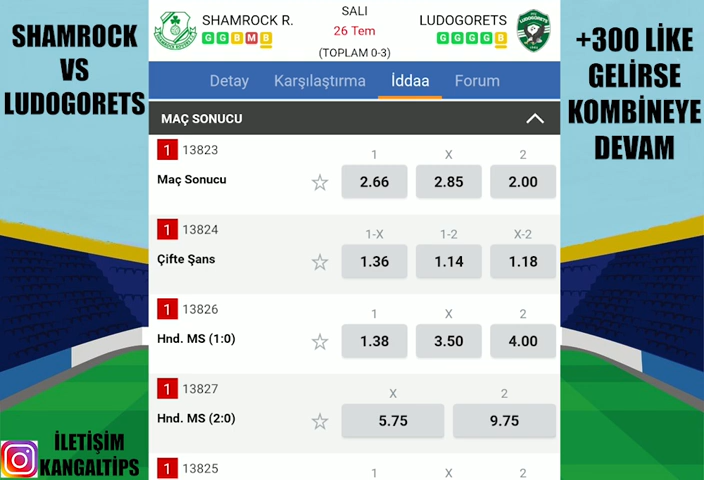 SHAMROCK
VS
LUDOGORETS
SHAMROCK R.
G G B M B
SALI
26 Tem
(TOPLAM 0-3)
LUDOGORETS
G G G G B
+300 LİKE
GELİRSE
KOMBİNEYE
DEVAM
Detay Karşılaştırma İddaa Forum
MAÇ SONUCU
1 13823 1 X 2
Maç Sonucu 2.66 2.85 2.00
1 13824 1-X 1-2 X-2
Çifte Şans 1.36 1.14 1.18
1 13826 1 X 2
Hnd. MS (1:0) 1.38 3.50 4.00
1 13827 X 2
Hnd. MS (2:0) 5.75 9.75
1 13825 1 X 2
İLETİŞİM
KANGALTİPS